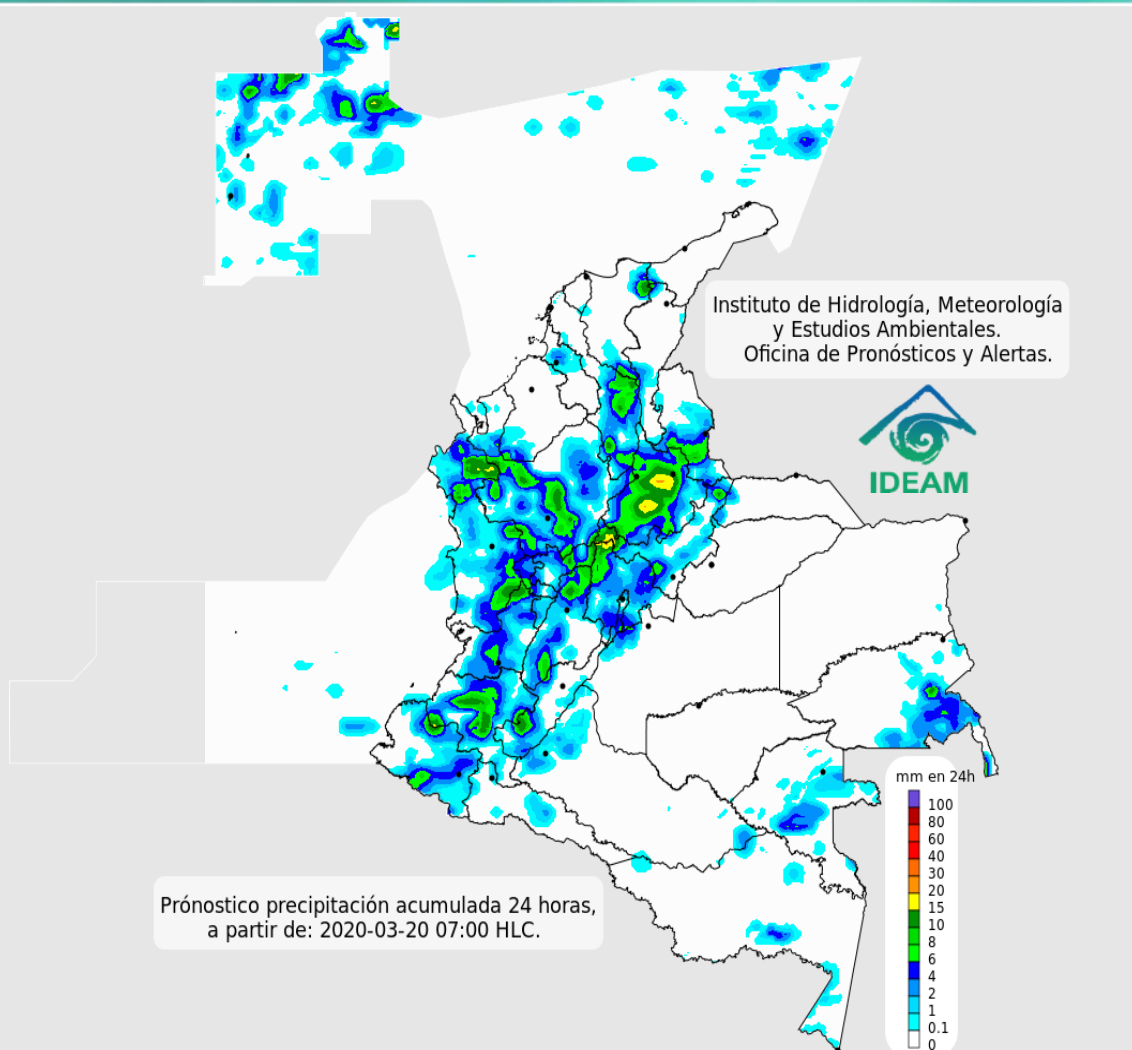 Instituto de Hidrología, Meteorología
y Estudios Ambientales.
Oficina de Pronósticos y Alertas.
IDEAM
mm en 24h
100
80
60
40
30
20
15
10
8
6
4
2
1
0.1
0
Prónostico precipitación acumulada 24 horas,
a partir de: 2020-03-20 07:00 HLC.